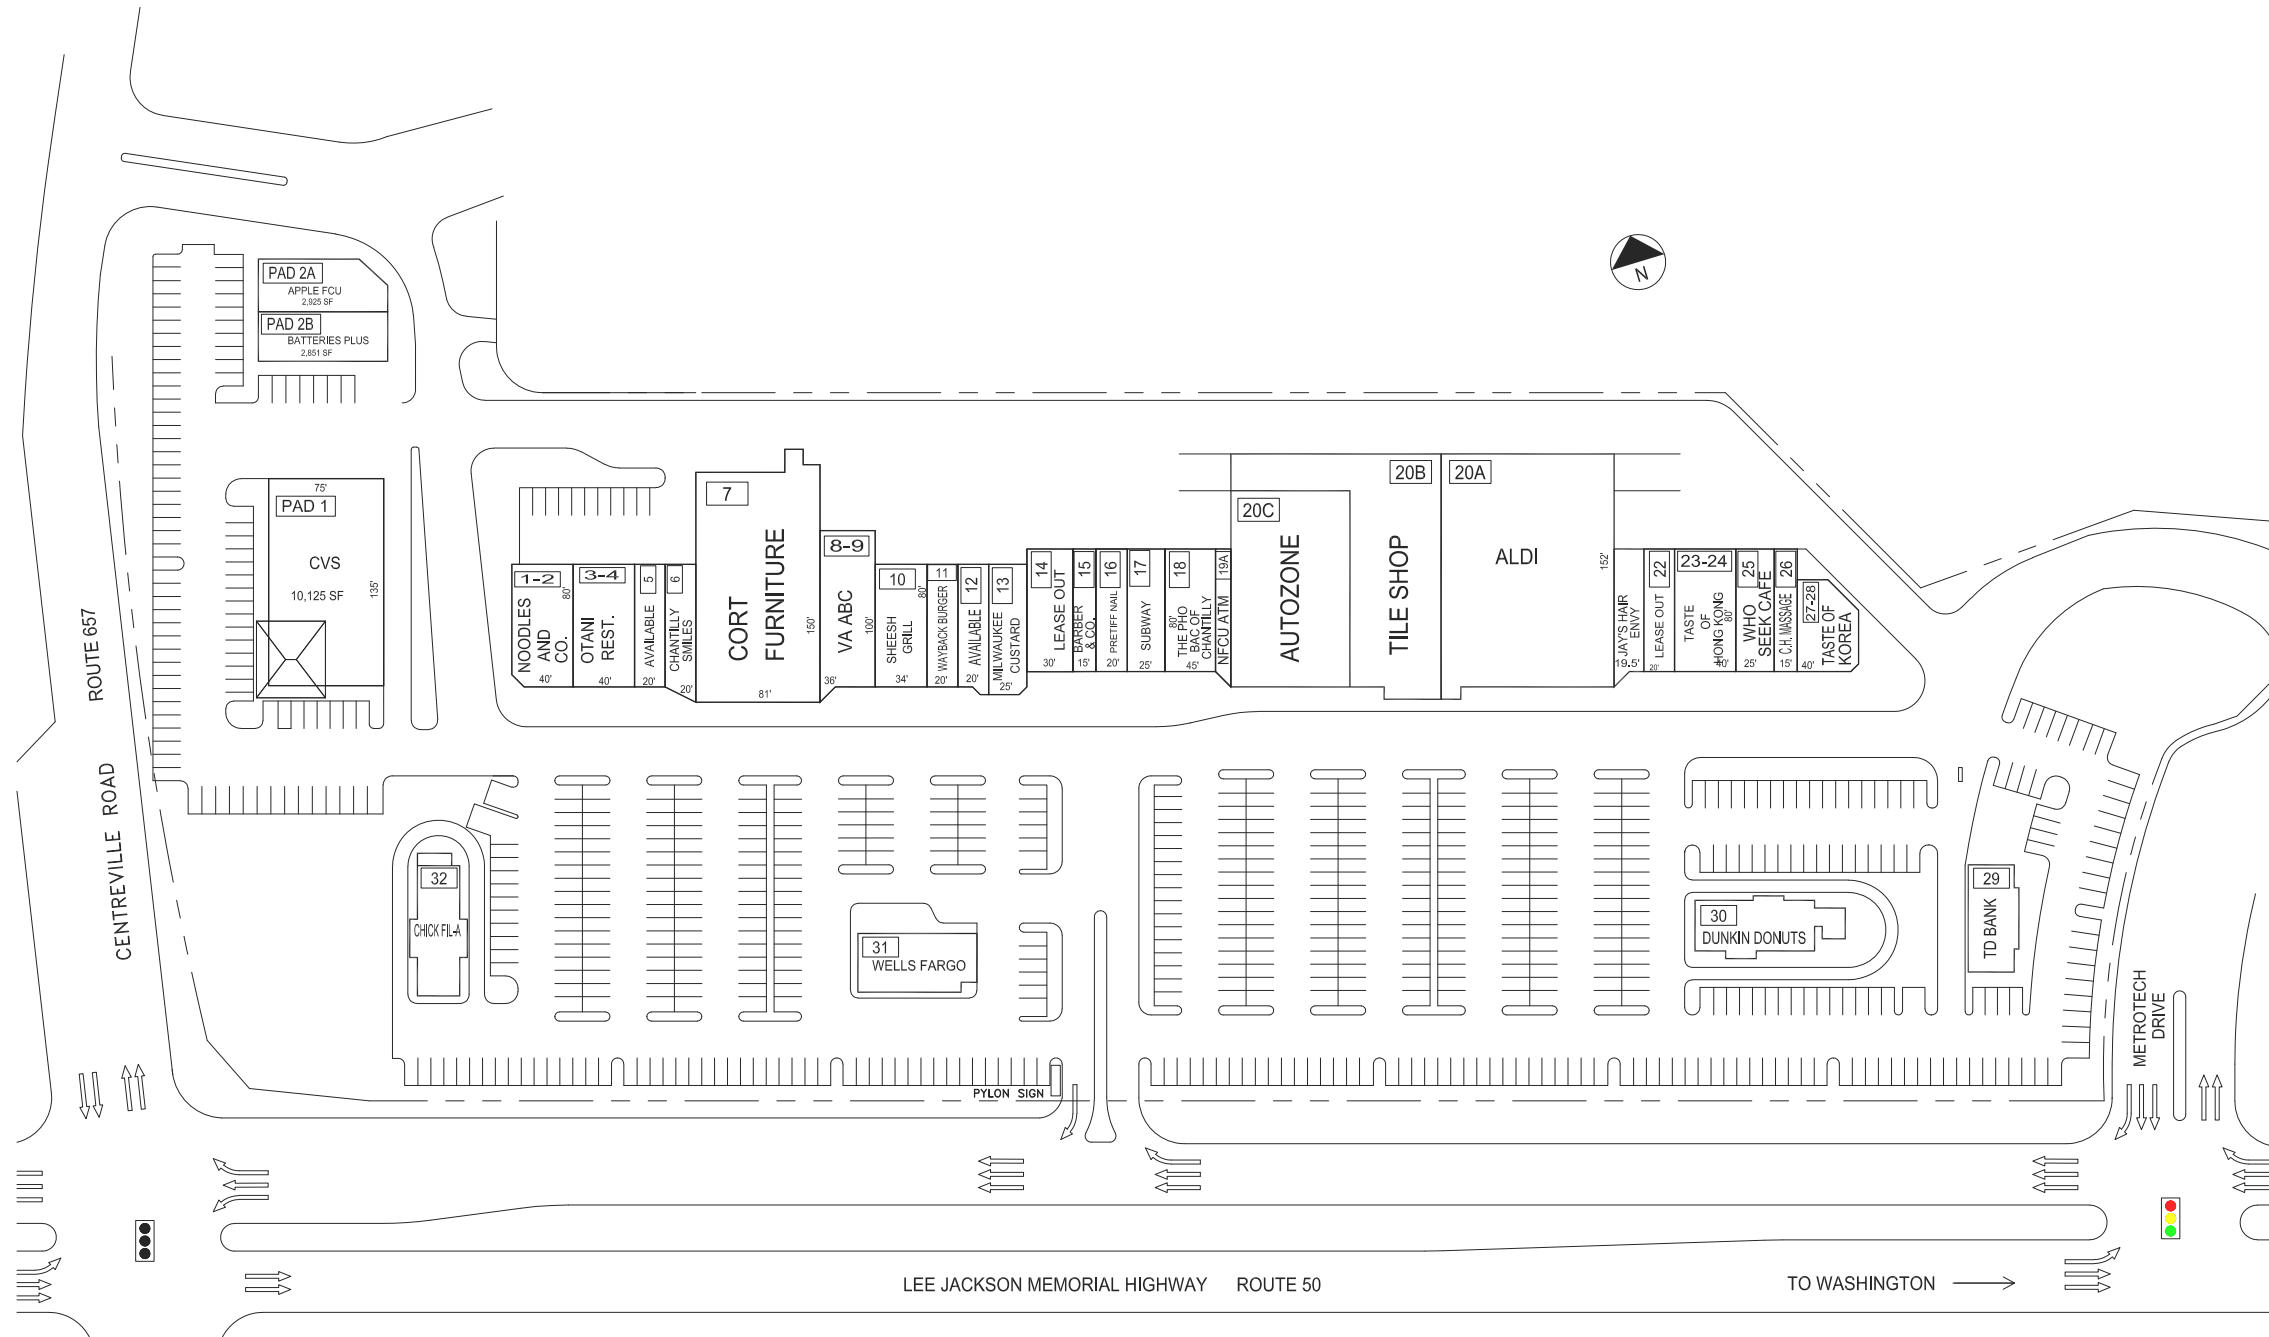 PAD 2A
APPLE FCU
2,925 SF
PAD 2B
BATTERIES PLUS
2,851 SF
N
ROUTE 657
CENTREVILLE ROAD
75'
PAD 1
CVS
10,125 SF
135'
1-2
80'
NOODLES
AND
CO.
40'
3-4
OTANI
REST.
40'
5
AVAILABLE
20'
6
CHANTILLY
SMILES
20'
7
CORT
FURNITURE
150'
81'
8-9
VA ABC
100'
36'
10
80'
SHEESH
GRILL
34'
11
WAYBACK BURGER
20'
12
AVAILABLE
20'
13
MILWAUKEE
CUSTARD
25'
14
LEASE OUT
30'
15
BARBER
& CO.
15'
16
PRETIFF NAIL
20'
17
SUBWAY
25'
18
80'
THE PHO
BAC OF
CHANTILLY
45'
19A
NFCU ATM
20C
AUTOZONE
20B
TILE SHOP
20A
ALDI
152'
JAY'S HAIR
ENVY
19.5'
22
LEASE OUT
20'
23-24
TASTE
OF
HONG KONG
80'
40'
25
WHO
SEEK CAFE
25'
26
C.H. MASSAGE
15'
27-28
TASTE OF
KOREA
40'
32
CHICK FIL-A
31
WELLS FARGO
30
DUNKIN DONUTS
29
TD BANK
METROTECH
DRIVE
PYLON SIGN
LEE JACKSON MEMORIAL HIGHWAY ROUTE 50
TO WASHINGTON